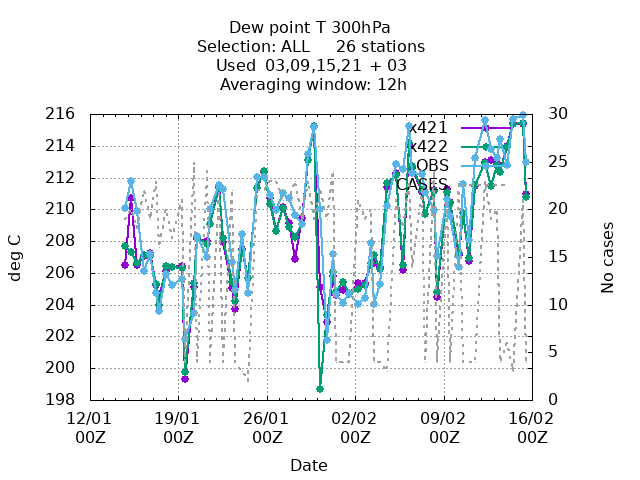 Dew point T 300hPa
Selection: ALL 26 stations
Used 03,09,15,21 + 03
Averaging window: 12h
216
214
212
210
208
206
204
202
200
198
30
25
20
15
10
5
0
x421
x422
OBS
CASES
deg C
No cases
12/01 19/01 26/01 02/02 09/02 16/02
00Z 00Z 00Z 00Z 00Z 00Z
Date